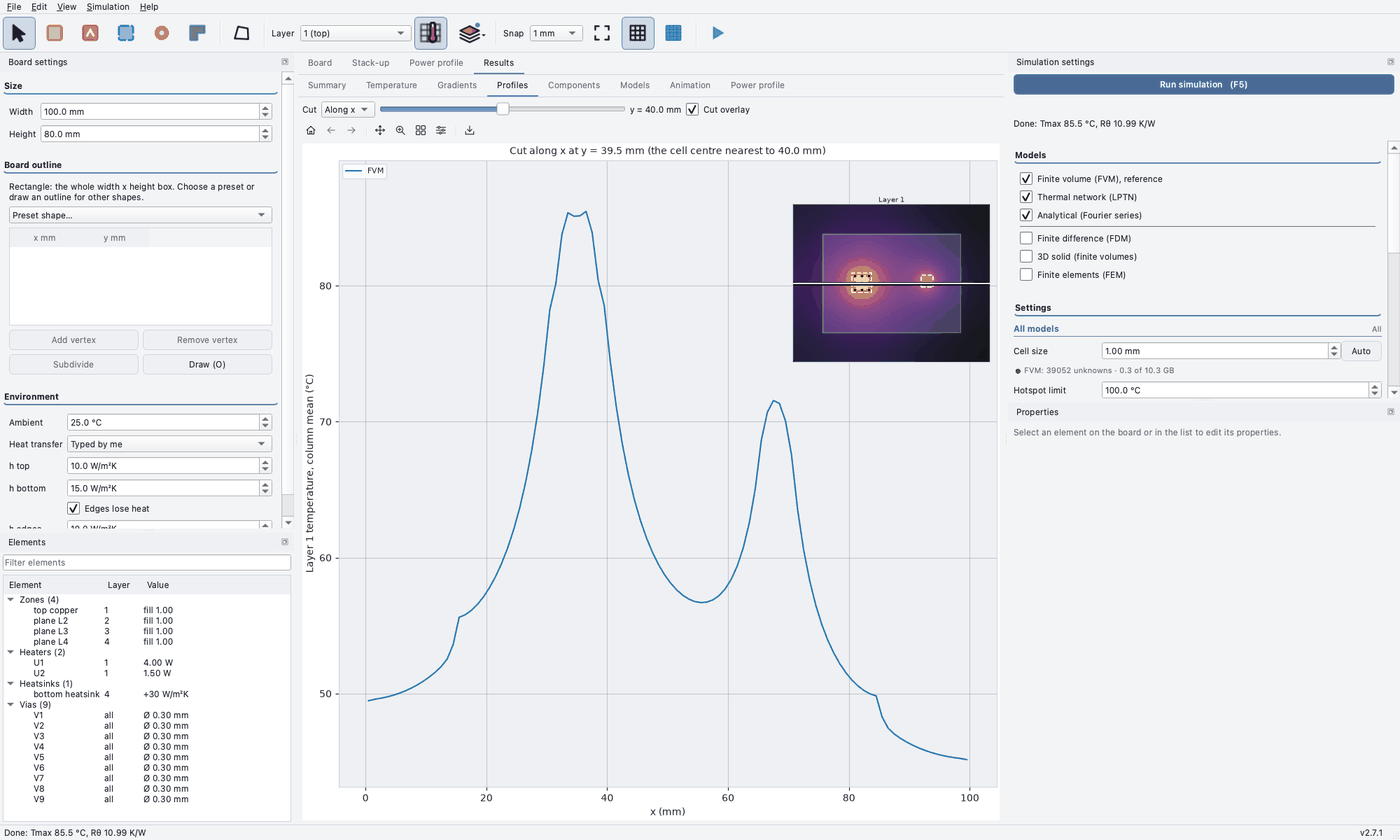 File Edit View Simulation Help
Layer 1 (top) Snap 1 mm
Board settings
Size
Width 100.0 mm
Height 80.0 mm
Board outline
Rectangle: the whole width x height box. Choose a preset or
draw an outline for other shapes.
Preset shape...
x mm y mm
Add vertex Remove vertex
Subdivide Draw (O)
Environment
Ambient 25.0 °C
Heat transfer Typed by me
h top 10.0 W/m²K
h bottom 15.0 W/m²K
Edges lose heat
h edges 10.0 W/m²K
Elements
Filter elements
Element Layer Value
Zones (4)
top copper 1 fill 1.00
plane L2 2 fill 1.00
plane L3 3 fill 1.00
plane L4 4 fill 1.00
Heaters (2)
U1 1 4.00 W
U2 1 1.50 W
Heatsinks (1)
bottom heatsink 4 +30 W/m²K
Vias (9)
V1 all Ø 0.30 mm
V2 all Ø 0.30 mm
V3 all Ø 0.30 mm
V4 all Ø 0.30 mm
V5 all Ø 0.30 mm
V6 all Ø 0.30 mm
V7 all Ø 0.30 mm
V8 all Ø 0.30 mm
V9 all Ø 0.30 mm
Board Stack-up Power profile Results
Summary Temperature Gradients Profiles Components Models Animation Power profile
Cut Along x y = 40.0 mm Cut overlay
Cut along x at y = 39.5 mm (the cell centre nearest to 40.0 mm)
FVM
Layer 1
Layer 1 temperature, column mean (°C)
80
70
60
50
0 20 40 60 80 100
x (mm)
Simulation settings
Run simulation (F5)
Done: Tmax 85.5 °C, Rθ 10.99 K/W
Models
Finite volume (FVM), reference
Thermal network (LPTN)
Analytical (Fourier series)
Finite difference (FDM)
3D solid (finite volumes)
Finite elements (FEM)
Settings
All models All
Cell size 1.00 mm Auto
FVM: 39052 unknowns · 0.3 of 10.3 GB
Hotspot limit 100.0 °C
Properties
Select an element on the board or in the list to edit its properties.
Done: Tmax 85.5 °C, Rθ 10.99 K/W v2.7.1